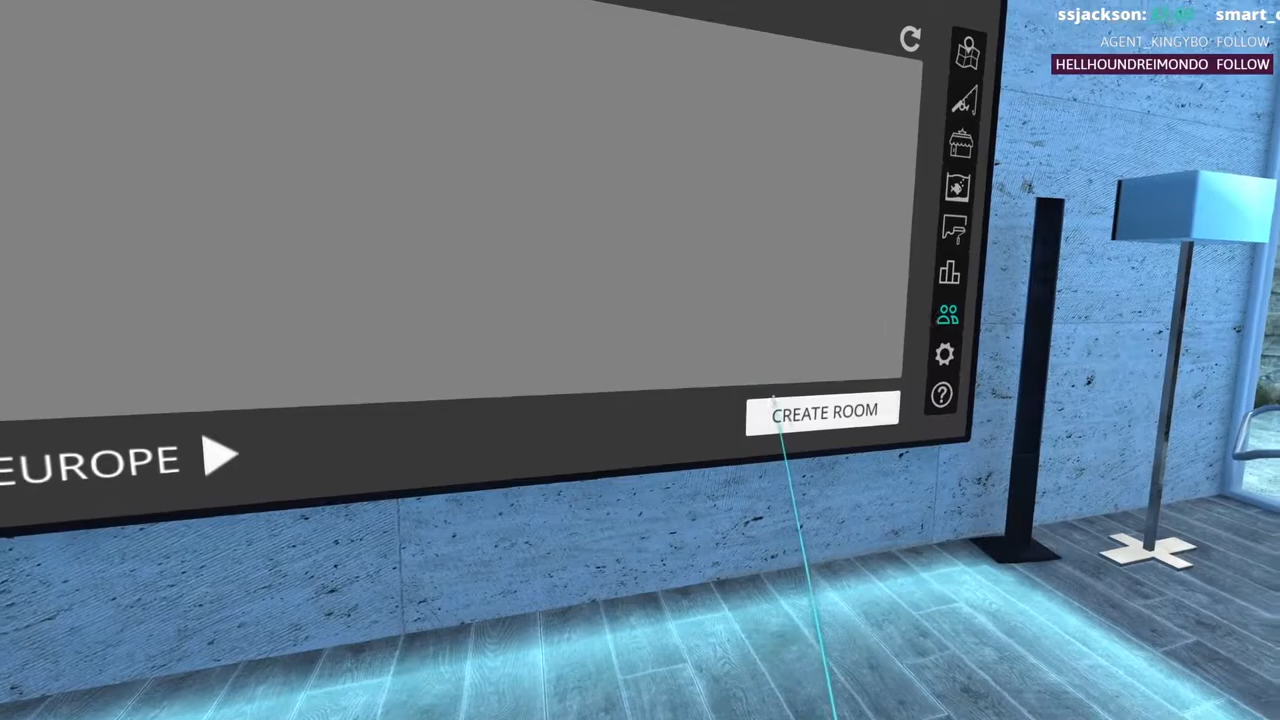 ssjackson:
smart_
AGENT_KINGYBO FOLLOW
HELLHOUNDREIMONDO FOLLOW
CREATE ROOM
EUROPE